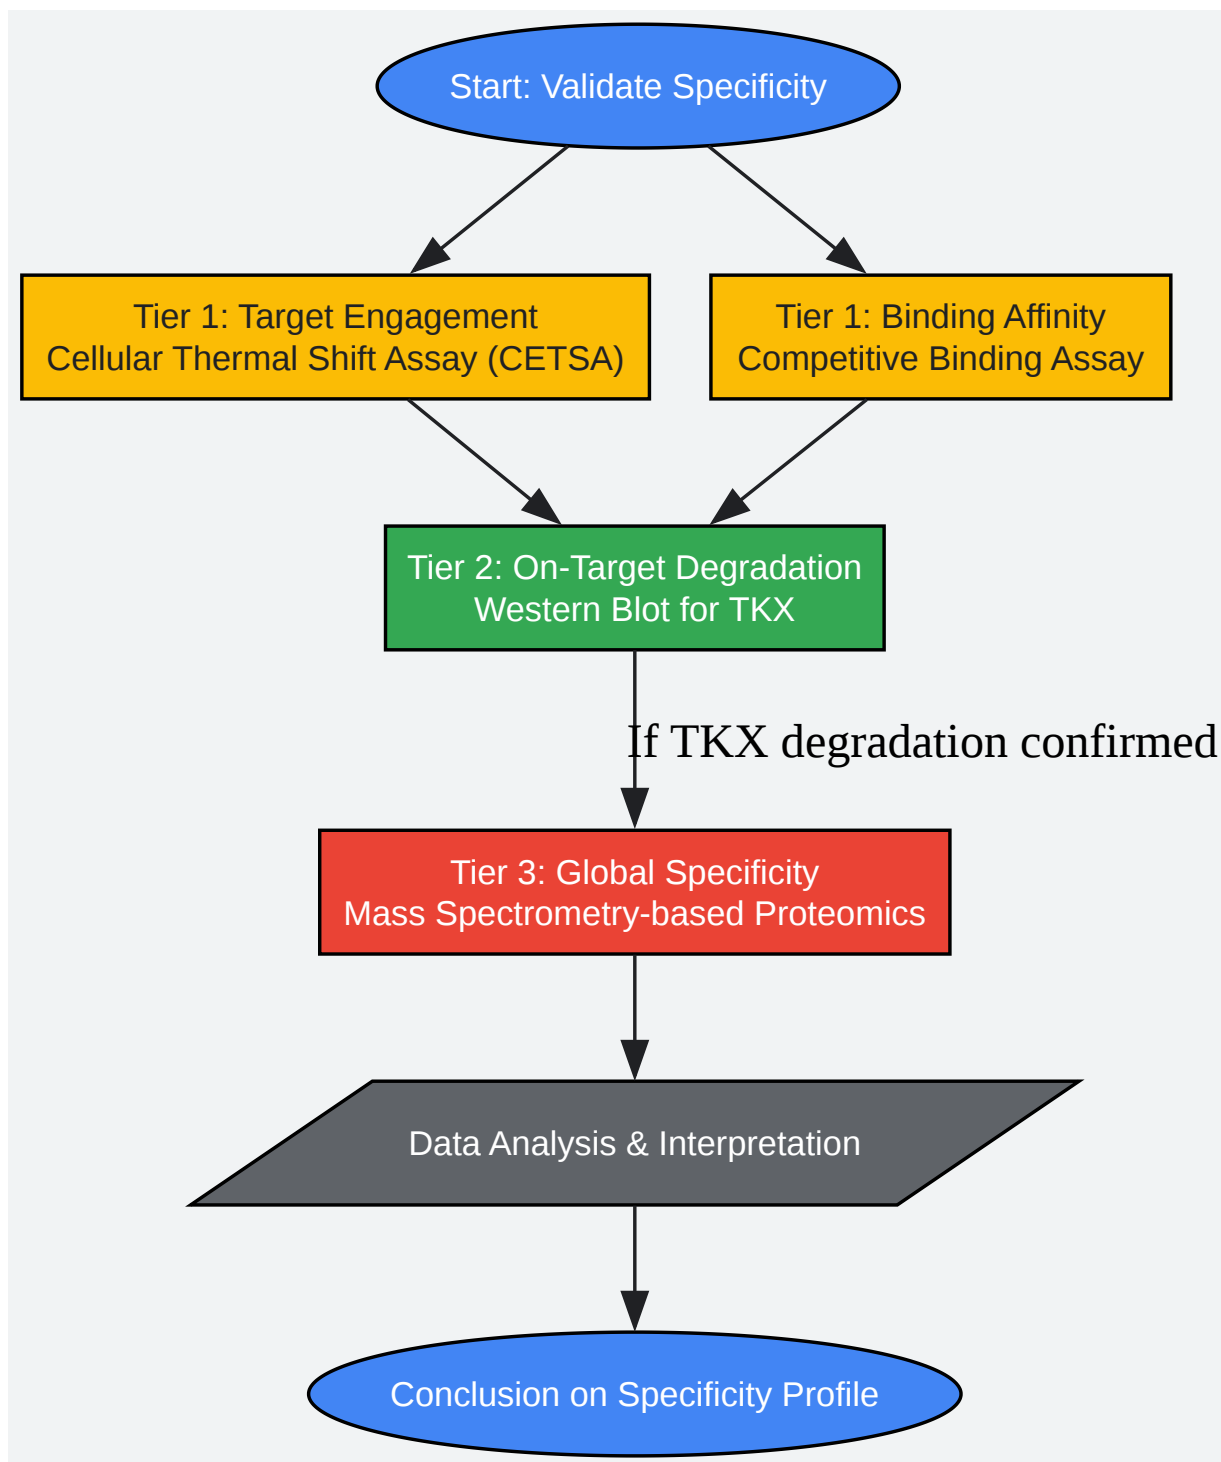 Start: Validate Specificity
Tier 1: Target Engagement
Cellular Thermal Shift Assay (CETSA)
Tier 1: Binding Affinity
Competitive Binding Assay
Tier 2: On-Target Degradation
Western Blot for TKX
If TKX degradation confirmed
Tier 3: Global Specificity
Mass Spectrometry-based Proteomics
Data Analysis & Interpretation
Conclusion on Specificity Profile